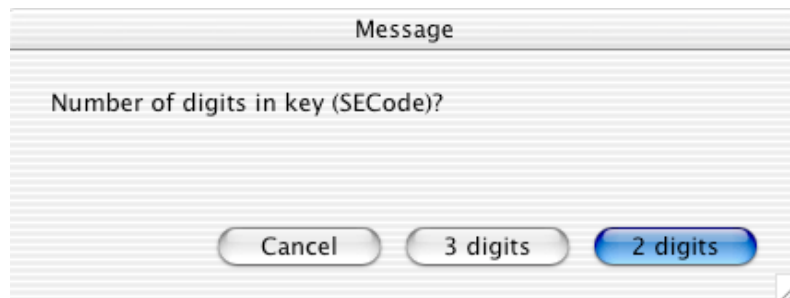 Message
Number of digits in key (SECode)?
Cancel 3 digits 2 digits